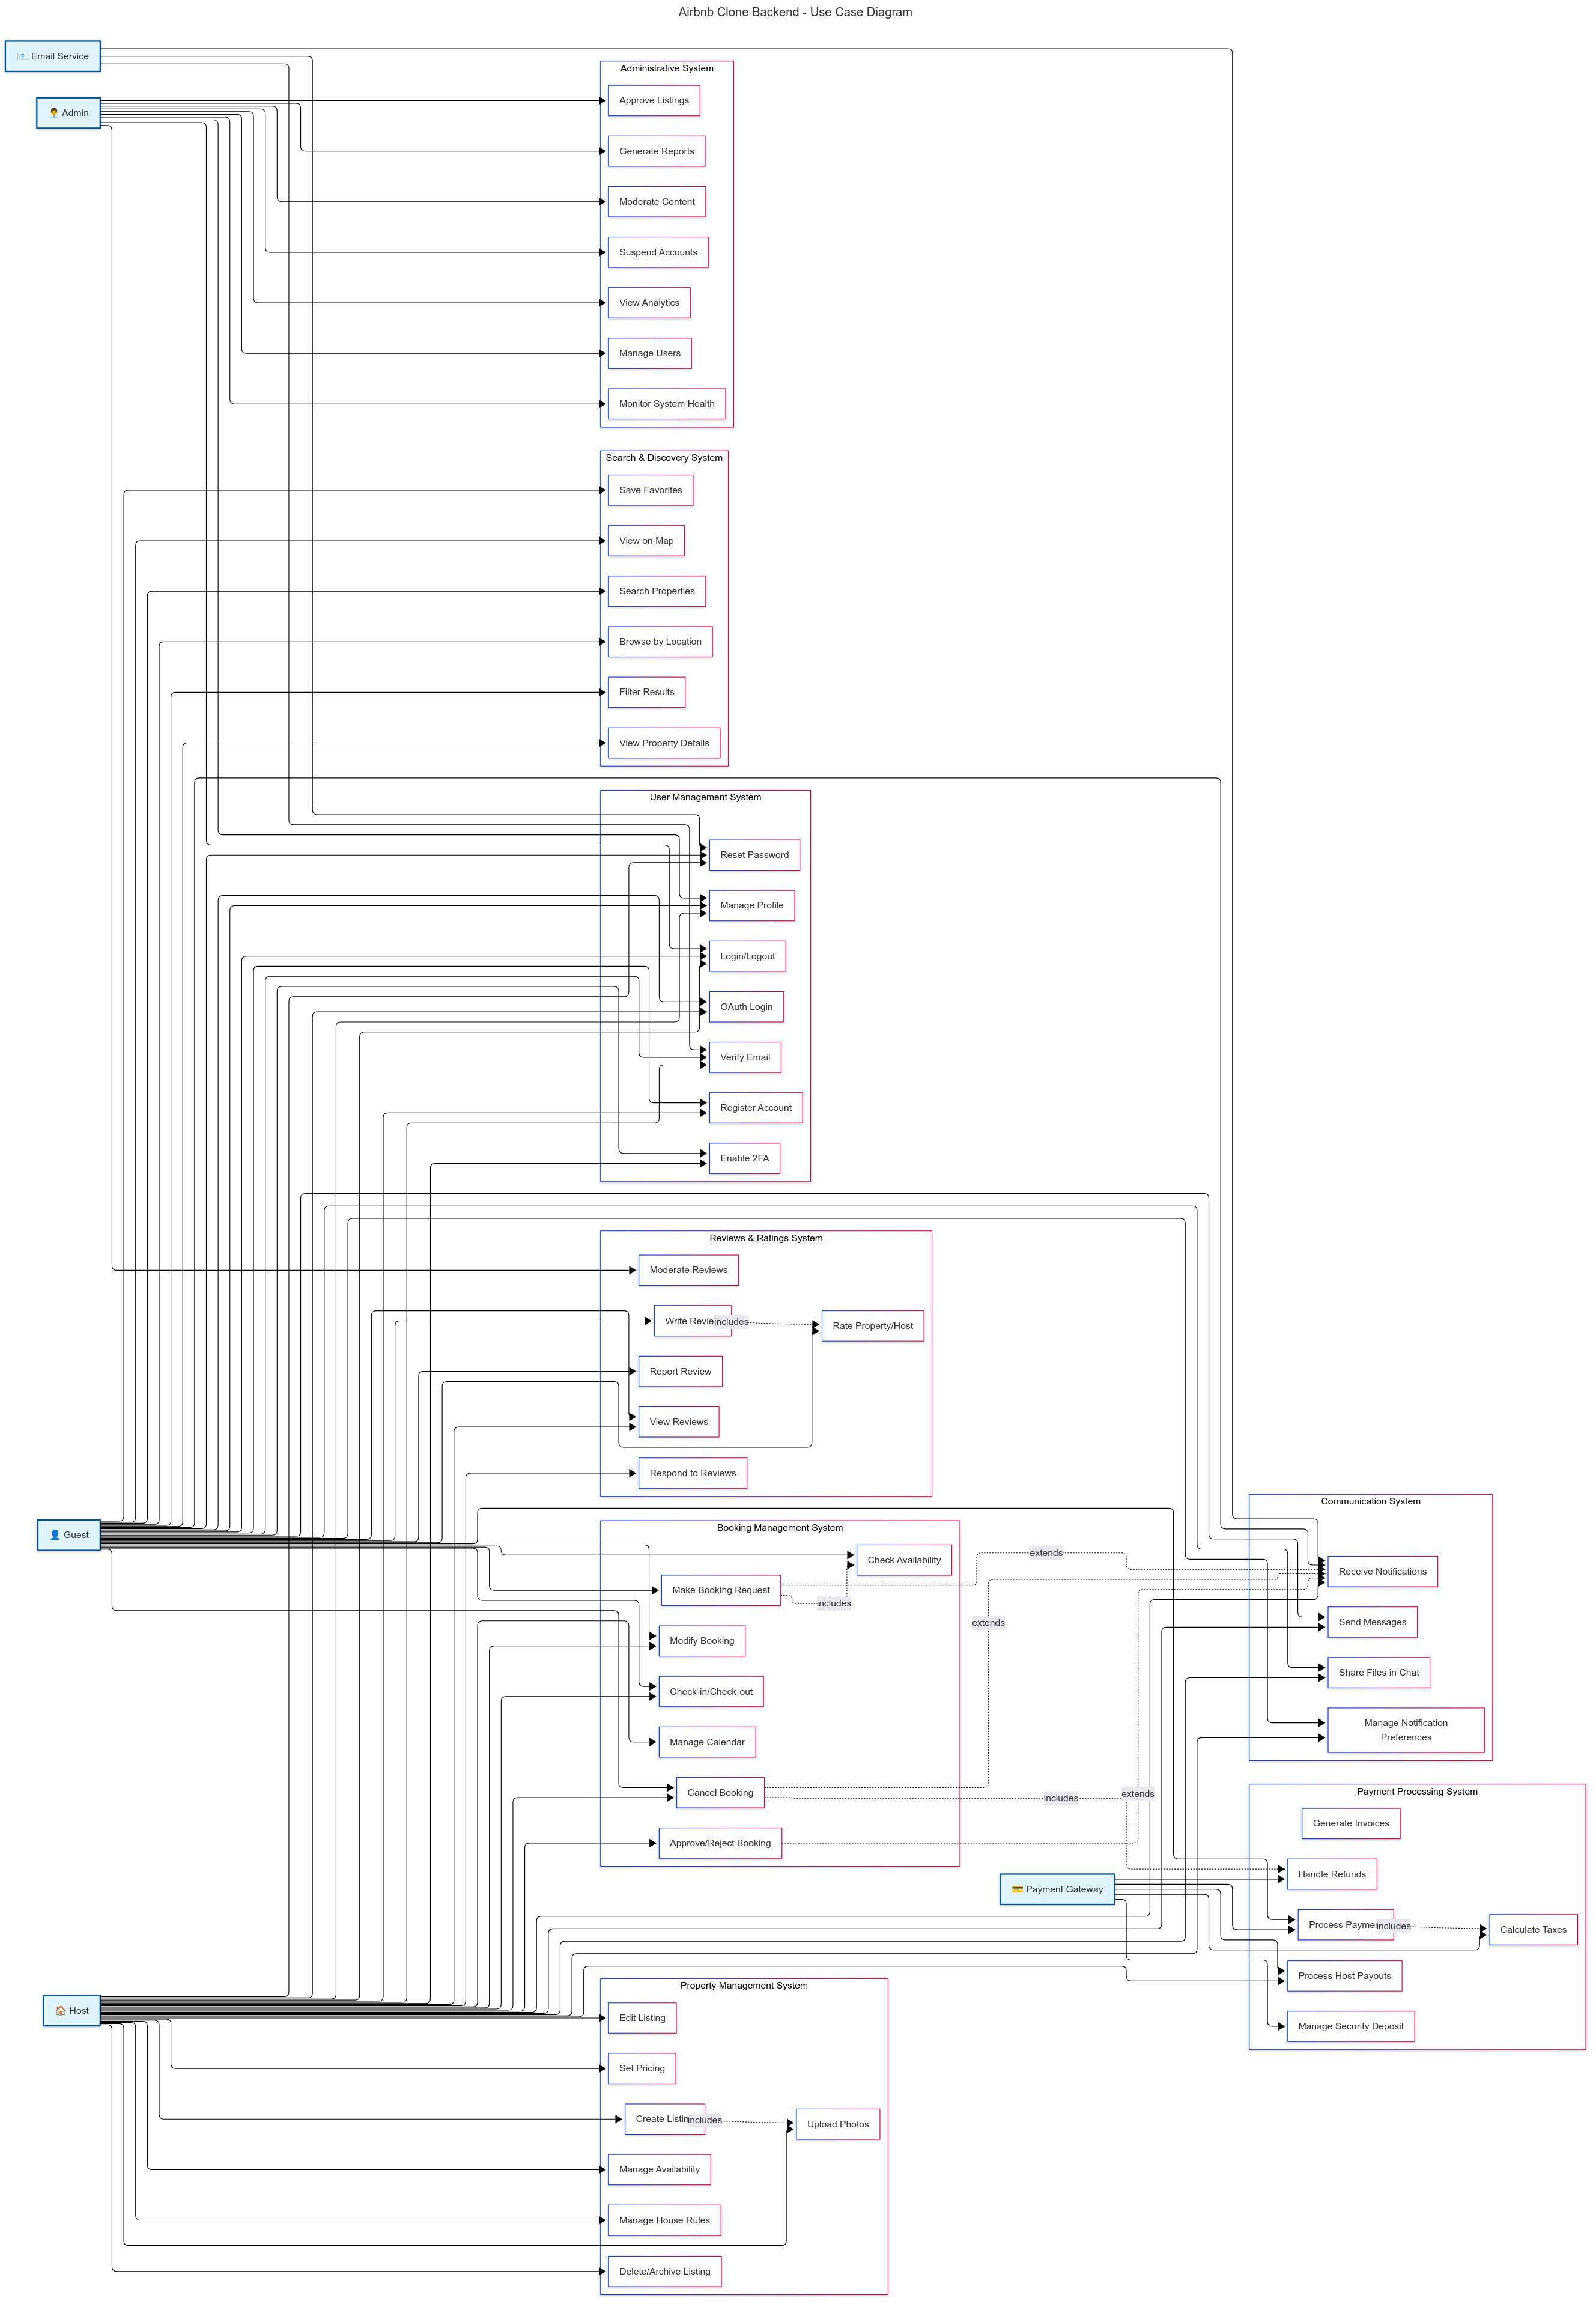 Airbnb Clone Backend - Use Case Diagram
📧 Email Service
👨‍💼 Admin
Administrative System
Approve Listings
Generate Reports
Moderate Content
Suspend Accounts
View Analytics
Manage Users
Monitor System Health
Search & Discovery System
Save Favorites
View on Map
Search Properties
Browse by Location
Filter Results
View Property Details
User Management System
Reset Password
Manage Profile
Login/Logout
OAuth Login
Verify Email
Register Account
Enable 2FA
Reviews & Ratings System
Moderate Reviews
Write Review
includes
Rate Property/Host
Report Review
View Reviews
Respond to Reviews
👤 Guest
Booking Management System
Check Availability
Make Booking Request
includes
extends
Modify Booking
extends
Check-in/Check-out
Manage Calendar
Cancel Booking
includes
extends
Approve/Reject Booking
Communication System
Receive Notifications
Send Messages
Share Files in Chat
Manage Notification
Preferences
💳 Payment Gateway
Payment Processing System
Generate Invoices
Handle Refunds
Process Payment
includes
Calculate Taxes
Process Host Payouts
Manage Security Deposit
🏠 Host
Property Management System
Edit Listing
Set Pricing
Create Listing
includes
Upload Photos
Manage Availability
Manage House Rules
Delete/Archive Listing